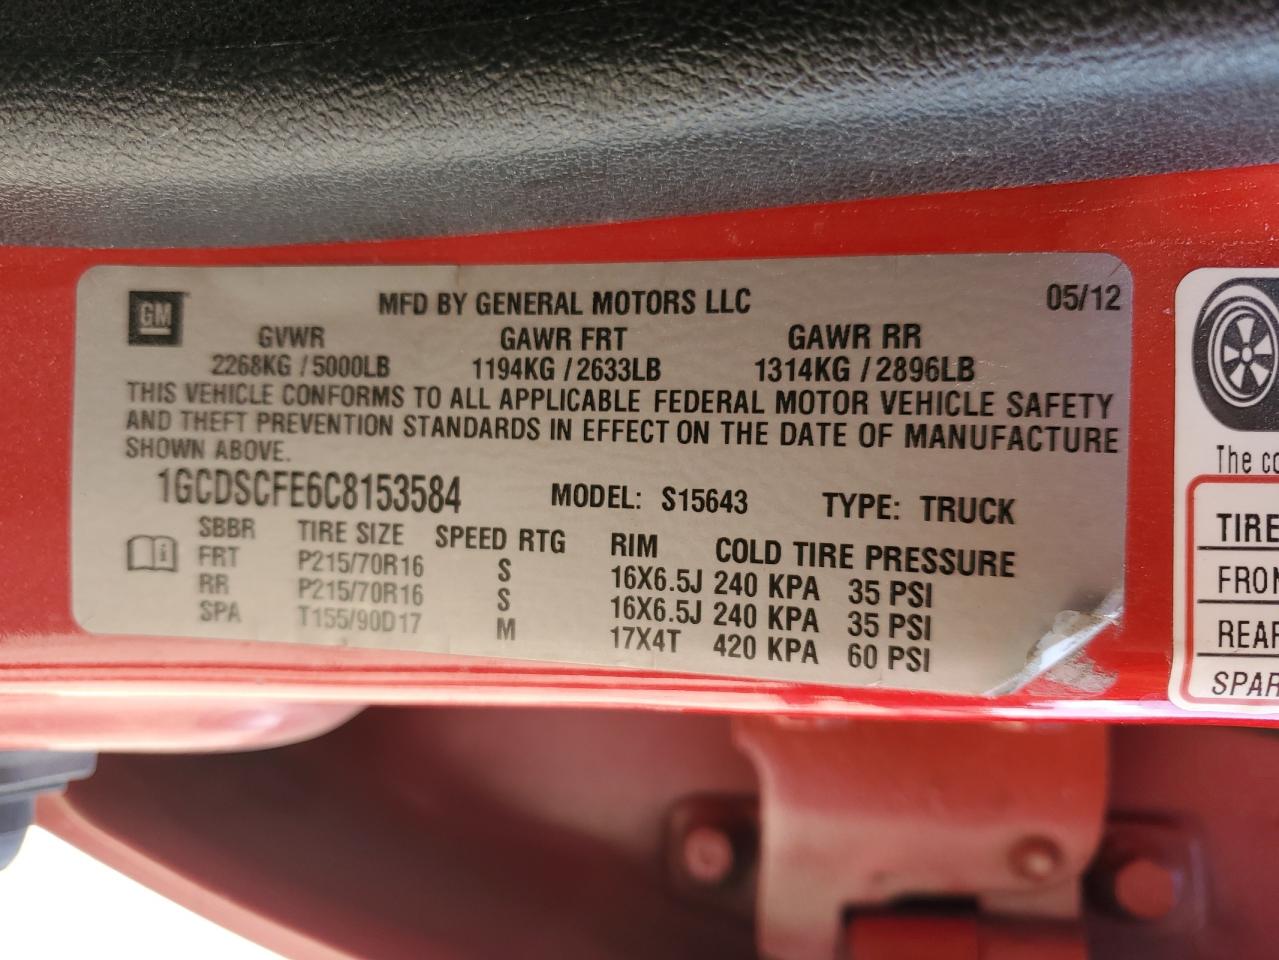 GM
MFD BY GENERAL MOTORS LLC 05/12
GVWR GAWR FRT GAWR RR
2268KG / 5000LB 1194KG / 2633LB 1314KG / 2896LB
THIS VEHICLE CONFORMS TO ALL APPLICABLE FEDERAL MOTOR VEHICLE SAFETY
AND THEFT PREVENTION STANDARDS IN EFFECT ON THE DATE OF MANUFACTURE
SHOWN ABOVE.
1GCDSCFE6C8153584 MODEL: S15643 TYPE: TRUCK
SBBR TIRE SIZE SPEED RTG RIM COLD TIRE PRESSURE
FRT P215/70R16 S 16X6.5J 240 KPA 35 PSI
RR P215/70R16 S 16X6.5J 240 KPA 35 PSI
SPA T155/90D17 M 17X4T 420 KPA 60 PSI
The
TIRE